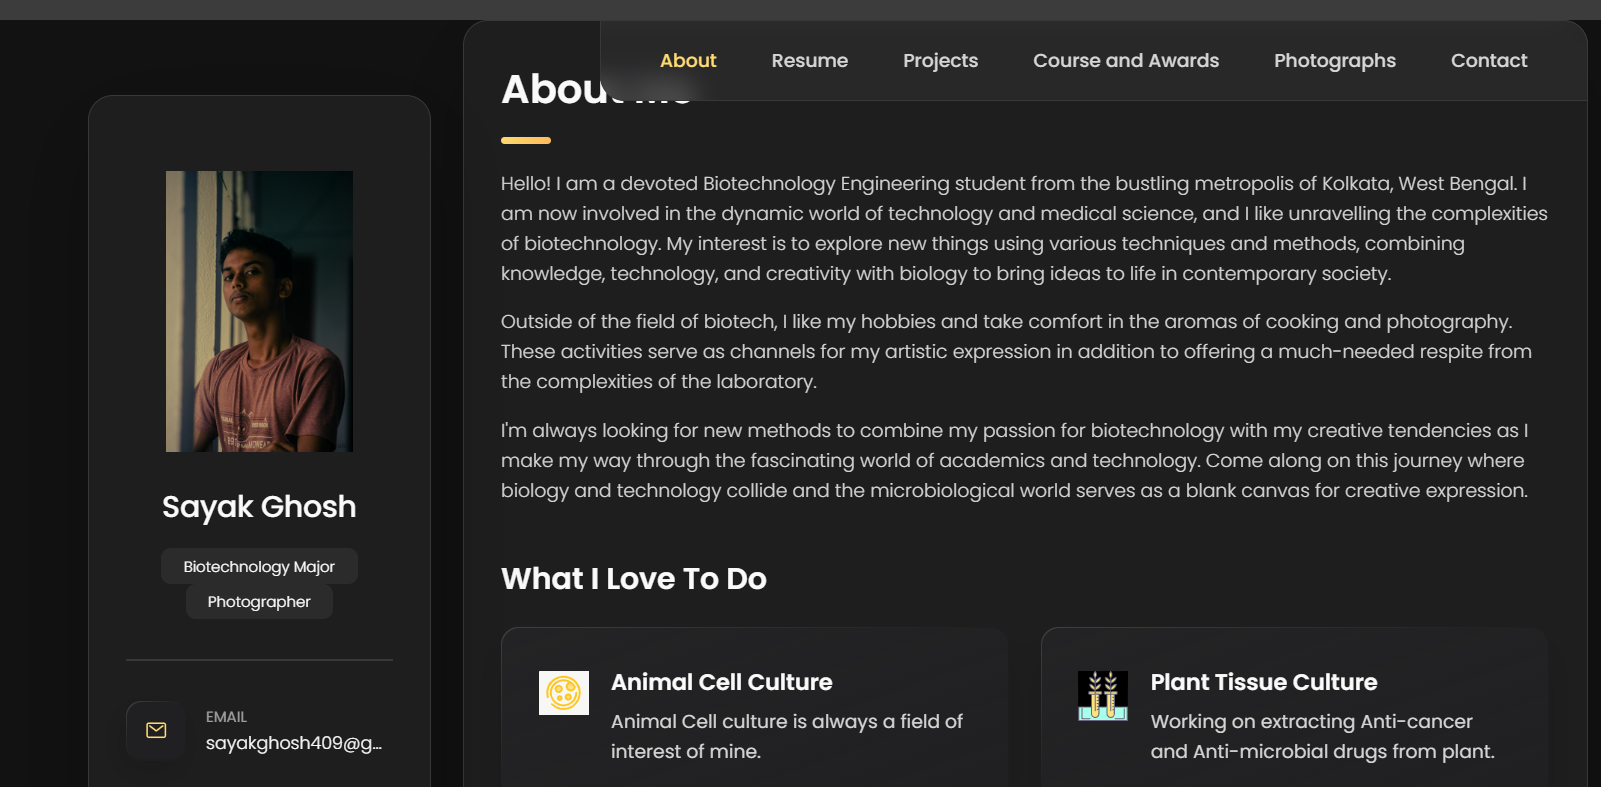 About Resume Projects Course and Awards Photographs Contact
About Me
Hello! I am a devoted Biotechnology Engineering student from the bustling metropolis of Kolkata, West Bengal. I
am now involved in the dynamic world of technology and medical science, and I like unravelling the complexities
of biotechnology. My interest is to explore new things using various techniques and methods, combining
knowledge, technology, and creativity with biology to bring ideas to life in contemporary society.
Outside of the field of biotech, I like my hobbies and take comfort in the aromas of cooking and photography.
These activities serve as channels for my artistic expression in addition to offering a much-needed respite from
the complexities of the laboratory.
I'm always looking for new methods to combine my passion for biotechnology with my creative tendencies as I
make my way through the fascinating world of academics and technology. Come along on this journey where
biology and technology collide and the microbiological world serves as a blank canvas for creative expression.
What I Love To Do
Animal Cell Culture
Animal Cell culture is always a field of
interest of mine.
Plant Tissue Culture
Working on extracting Anti-cancer
and Anti-microbial drugs from plant.
Sayak Ghosh
Biotechnology Major
Photographer
EMAIL
sayakghosh409@g...